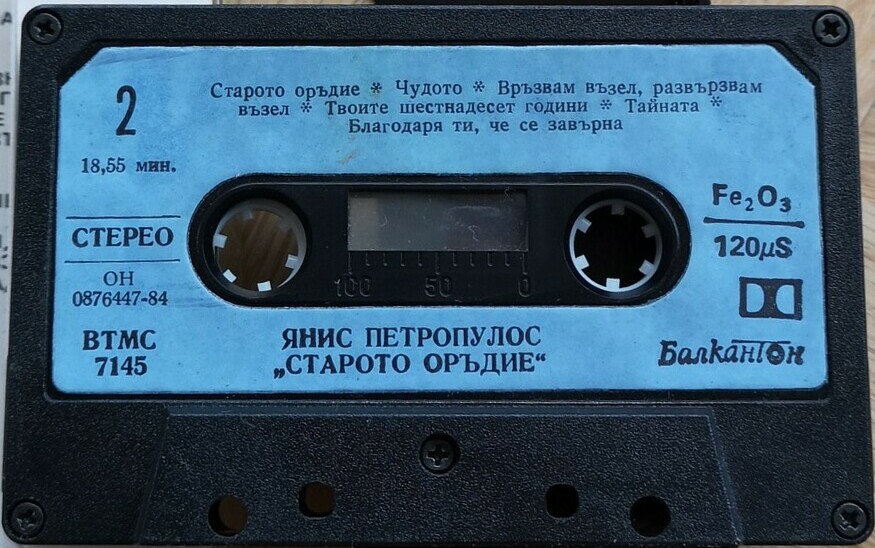 2
18,55 мин.
Старото оръдие * Чудото * Връзвам възел, развързвам
възел * Твоите шестнадесет години * Тайната *
Благодаря ти, че се завърна
СТЕРЕО
ОН
0876447-84
ВТМС
7145
100 50 0
Fe₂O₃
120µS
ЯНИС ПЕТРОПУЛОС
„СТАРОТО ОРЪДИЕ“
Балкантон